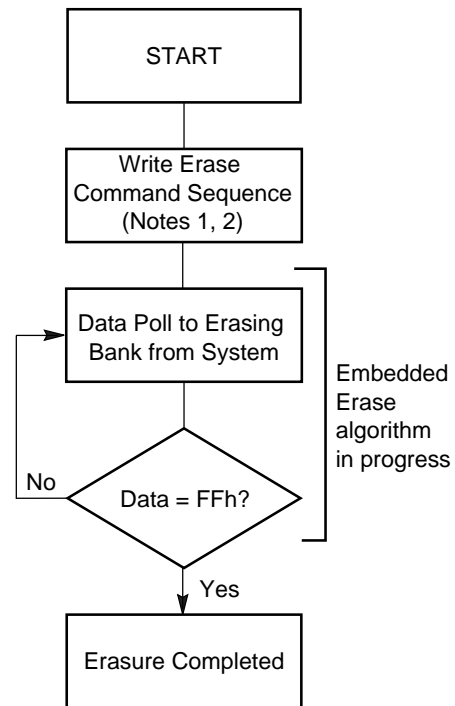 START
Write Erase
Command Sequence
(Notes 1, 2)
Data Poll to Erasing
Bank from System
Embedded
Erase
algorithm
in progress
No
Data = FFh?
Yes
Erasure Completed